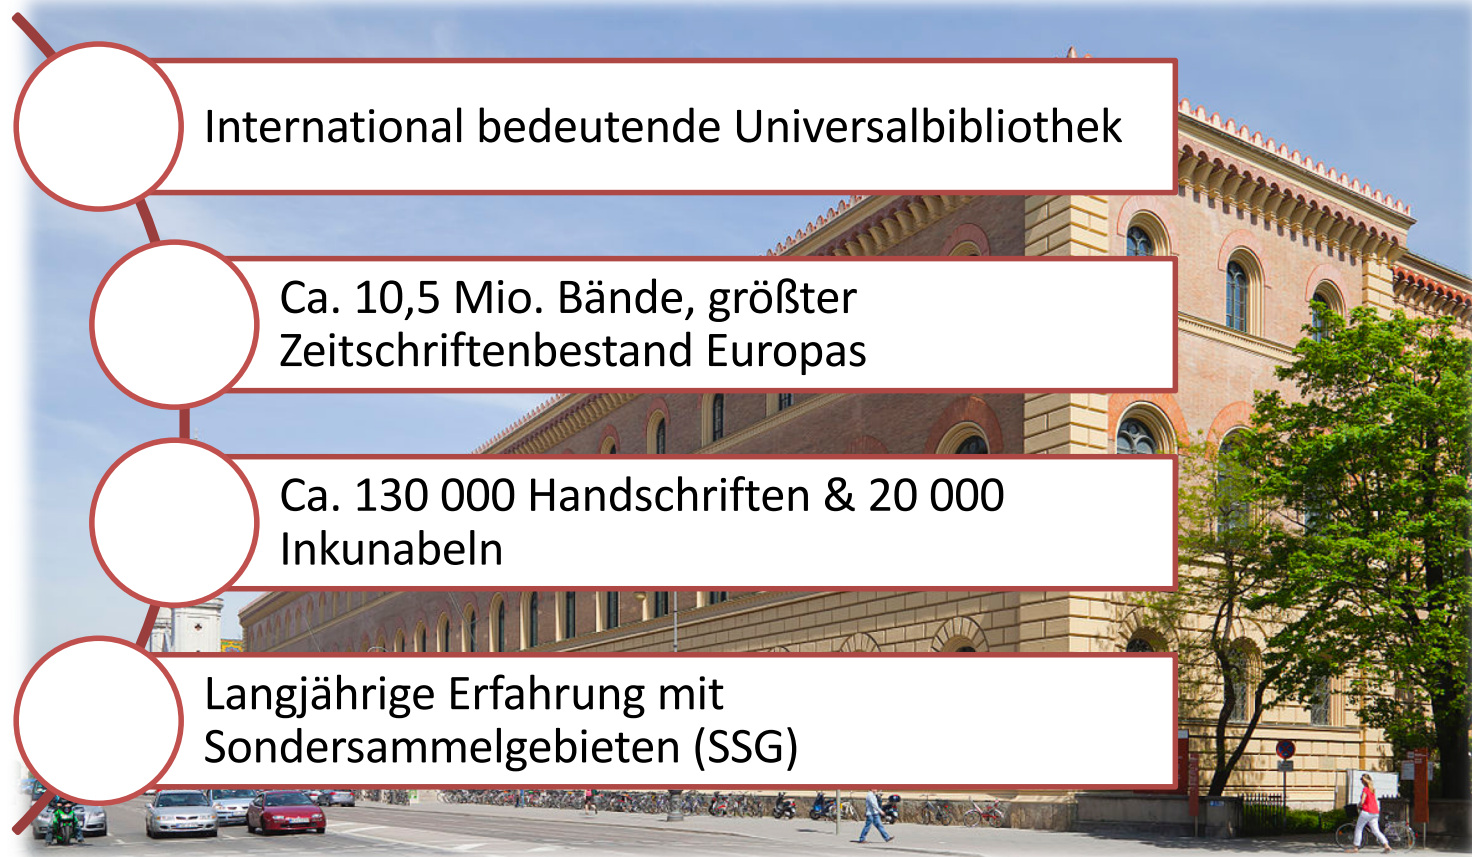 International bedeutende Universalbibliothek
Ca. 10,5 Mio. Bände, größter
Zeitschriftenbestand Europas
Ca. 130 000 Handschriften & 20 000
Inkunabeln
Langjährige Erfahrung mit
Sondersammelgebieten (SSG)